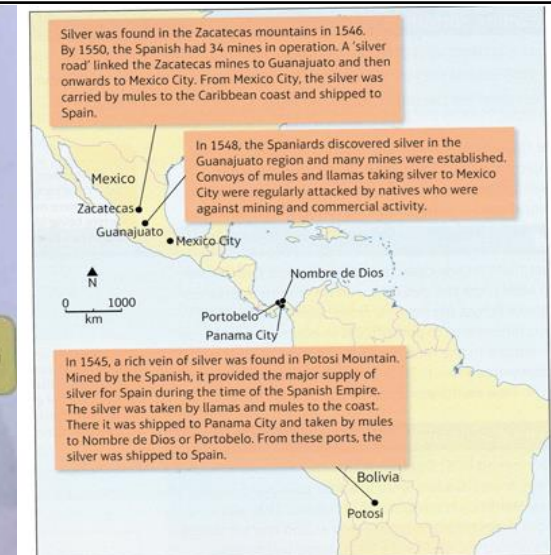 Silver was found in the Zacatecas mountains in 1546.
By 1550, the Spanish had 34 mines in operation. A ‘silver
road’ linked the Zacatecas mines to Guanajuato and then
onwards to Mexico City. From Mexico City, the silver was
carried by mules to the Caribbean coast and shipped to
Spain.
In 1548, the Spaniards discovered silver in the
Guanajuato region and many mines were established.
Convoys of mules and llamas taking silver to Mexico
City were regularly attacked by natives who were
against mining and commercial activity.
Mexico
Zacatecas
Guanajuato
Mexico City
N
0 1000
km
Nombre de Dios
Portobelo
Panama City
In 1545, a rich vein of silver was found in Potosi Mountain.
Mined by the Spanish, it provided the major supply of
silver for Spain during the time of the Spanish Empire.
The silver was taken by llamas and mules to the coast.
There it was shipped to Panama City and taken by mules
to Nombre de Dios or Portobelo. From these ports, the
silver was shipped to Spain.
Bolivia
Potosi